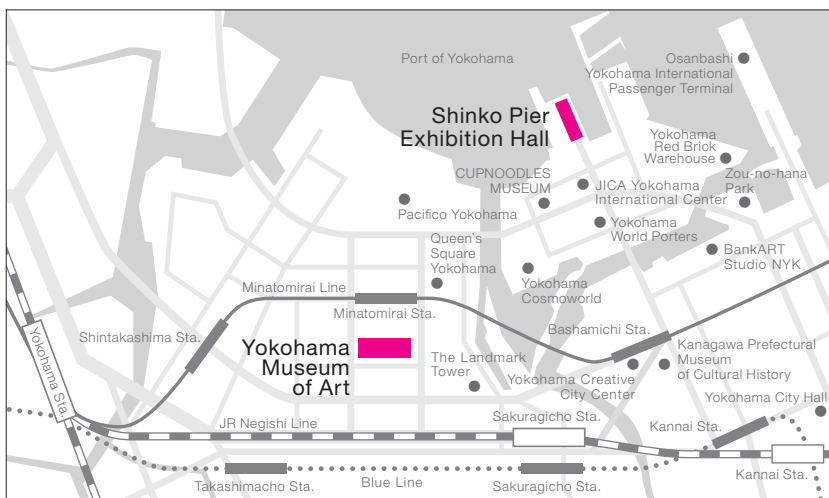 Port of Yokohama
Osanbashi
Yokohama International
Passenger Terminal
Shinko Pier
Exhibition Hall
Yokohama
Red Brick
Warehouse
CUPNOODLES
MUSEUM
JICA Yokohama
International Center
Zou-no-hana
Park
Pacifico Yokohama
Yokohama
World Porters
Queen's
Square
Yokohama
BankART
Studio NYK
Yokohama
Cosmoworld
Minatomirai Line
Minatomirai Sta.
Shintakashima Sta.
Bashamichi Sta.
Yokohama Sta.
Yokohama
Museum
of Art
The Landmark
Tower
Kanagawa Prefectural
Museum
of Cultural History
Yokohama Creative
City Center
Yokohama City Hall
JR Negishi Line
Sakuragicho Sta.
Kannai Sta.
Kannai Sta.
Takashimacho Sta.
Blue Line
Sakuragicho Sta.